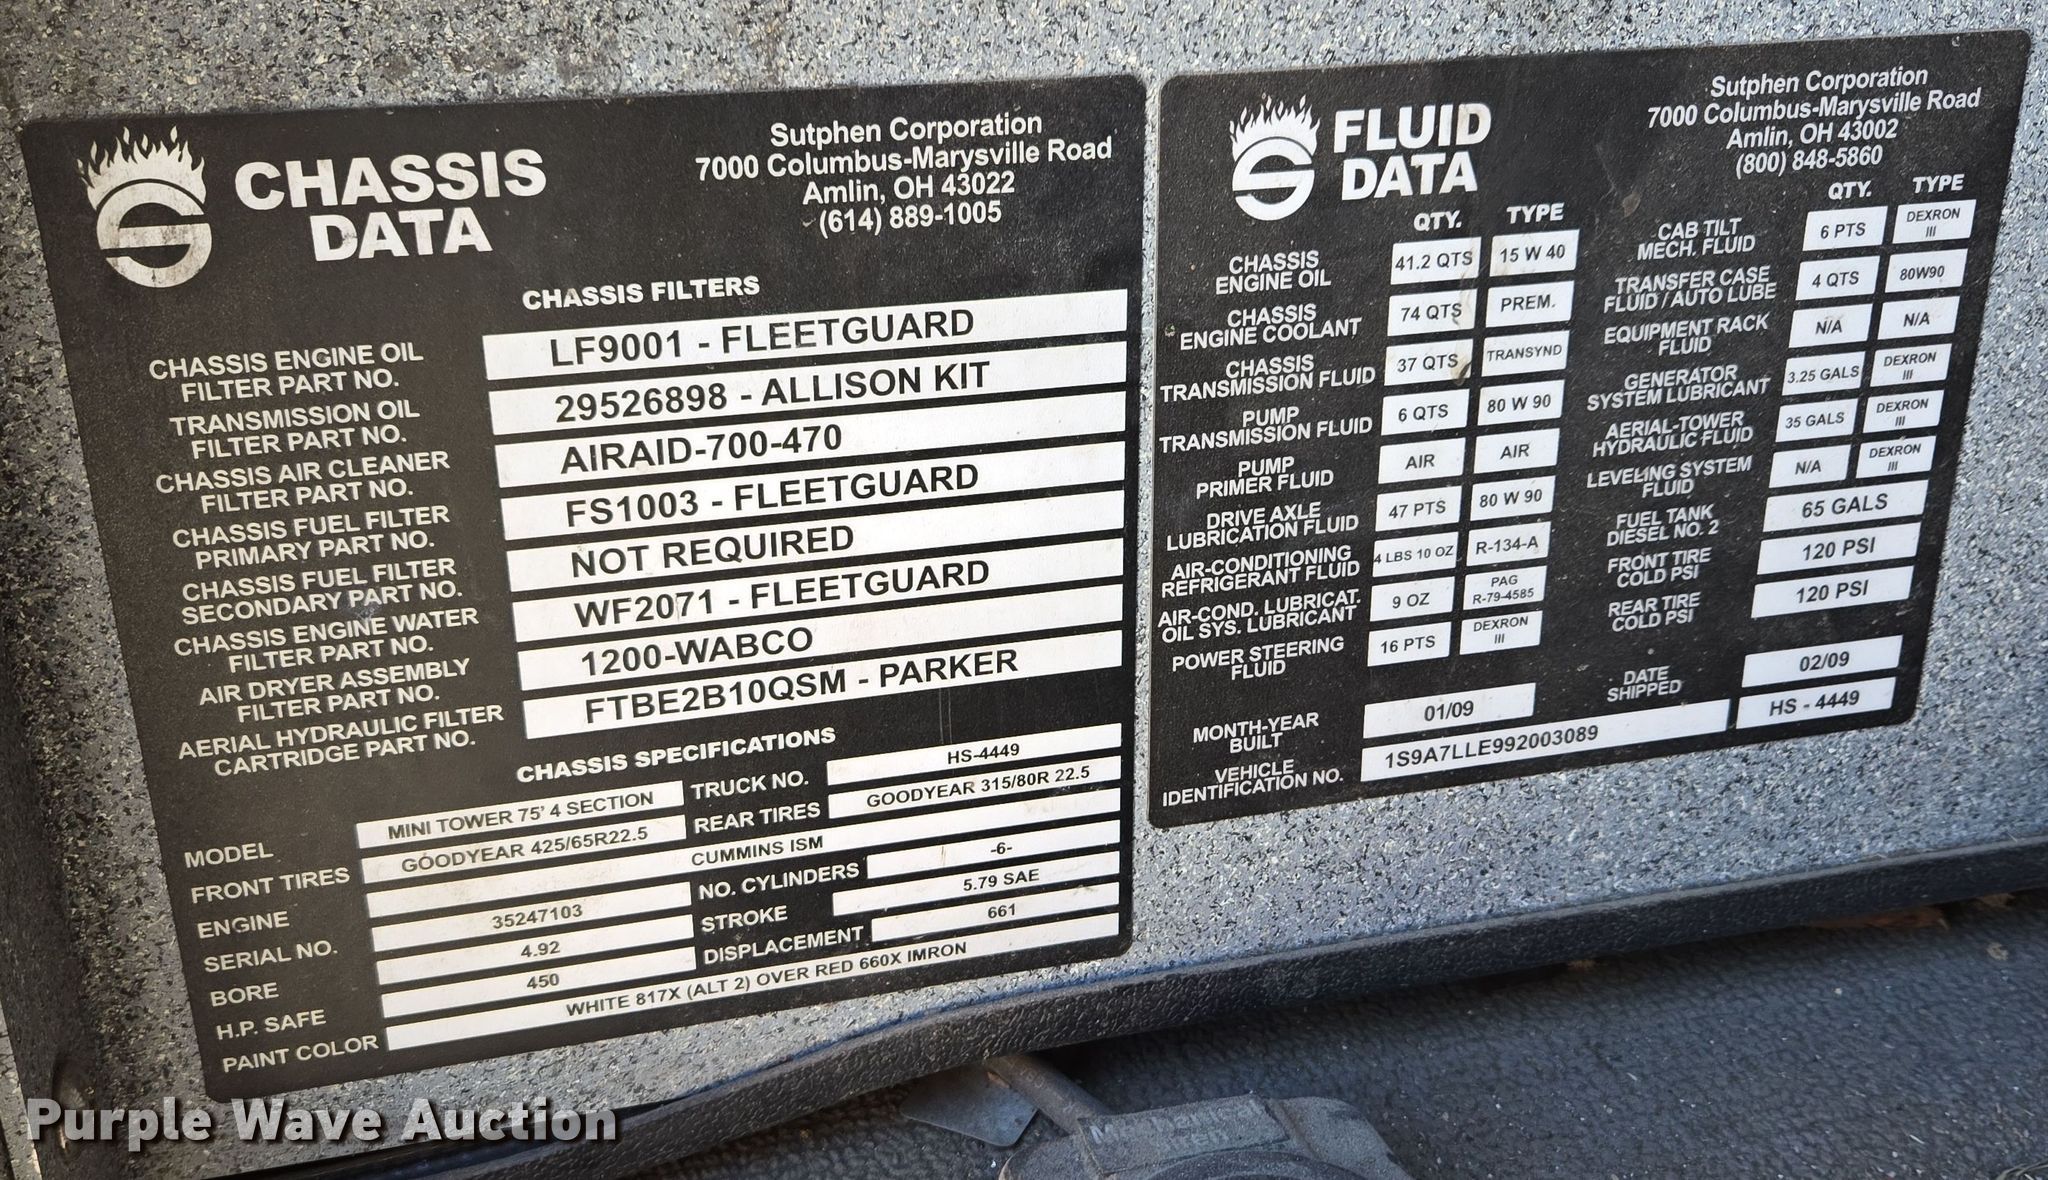 CHASSIS
DATA
Sutphen Corporation
7000 Columbus-Marysville Road
Amlin, OH 43022
(614) 889-1005
CHASSIS FILTERS
CHASSIS ENGINE OIL
FILTER PART NO.
LF9001 - FLEETGUARD
TRANSMISSION OIL
FILTER PART NO.
29526898 - ALLISON KIT
CHASSIS AIR CLEANER
FILTER PART NO.
AIRAID-700-470
CHASSIS FUEL FILTER
PRIMARY PART NO.
FS1003 - FLEETGUARD
CHASSIS FUEL FILTER
SECONDARY PART NO.
NOT REQUIRED
CHASSIS ENGINE WATER
FILTER PART NO.
WF2071 - FLEETGUARD
AIR DRYER ASSEMBLY
FILTER PART NO.
1200-WABCO
AERIAL HYDRAULIC FILTER
CARTRIDGE PART NO.
FTBE2B10QSM - PARKER
CHASSIS SPECIFICATIONS
MODEL MINI TOWER 75' 4 SECTION TRUCK NO. HS-4449
FRONT TIRES GOODYEAR 425/65R22.5 REAR TIRES GOODYEAR 315/80R 22.5
ENGINE CUMMINS ISM
SERIAL NO. 35247103 NO. CYLINDERS -6-
BORE 4.92 STROKE 5.79 SAE
H.P. SAFE 450 DISPLACEMENT 661
PAINT COLOR WHITE 817X (ALT 2) OVER RED 660X IMRON
FLUID
DATA
Sutphen Corporation
7000 Columbus-Marysville Road
Amlin, OH 43002
(800) 848-5860
QTY. TYPE
CHASSIS
ENGINE OIL
41.2 QTS 15 W 40
CHASSIS
ENGINE COOLANT
74 QTS PREM.
CHASSIS
TRANSMISSION FLUID
37 QTS TRANSYND
PUMP
TRANSMISSION FLUID
6 QTS 80 W 90
PUMP
PRIMER FLUID
AIR AIR
DRIVE AXLE
LUBRICATION FLUID
47 PTS 80 W 90
AIR-CONDITIONING
REFRIGERANT FLUID
4 LBS 10 OZ R-134-A
AIR-COND. LUBRICAT.
OIL SYS. LUBRICANT
9 OZ PAG
R-79-4585
POWER STEERING
FLUID
16 PTS DEXRON
III
QTY. TYPE
CAB TILT
MECH. FLUID
6 PTS DEXRON
III
TRANSFER CASE
FLUID / AUTO LUBE
4 QTS 80W90
EQUIPMENT RACK
FLUID
N/A N/A
GENERATOR
SYSTEM LUBRICANT
3.25 GALS DEXRON
III
AERIAL-TOWER
HYDRAULIC FLUID
35 GALS DEXRON
III
LEVELING SYSTEM
FLUID
N/A DEXRON
III
FUEL TANK
DIESEL NO. 2
65 GALS
FRONT TIRE
COLD PSI
120 PSI
REAR TIRE
COLD PSI
120 PSI
MONTH-YEAR
BUILT
01/09
DATE
SHIPPED
02/09
VEHICLE
IDENTIFICATION NO.
1S9A7LLE992003089
HS - 4449
Purple Wave Auction